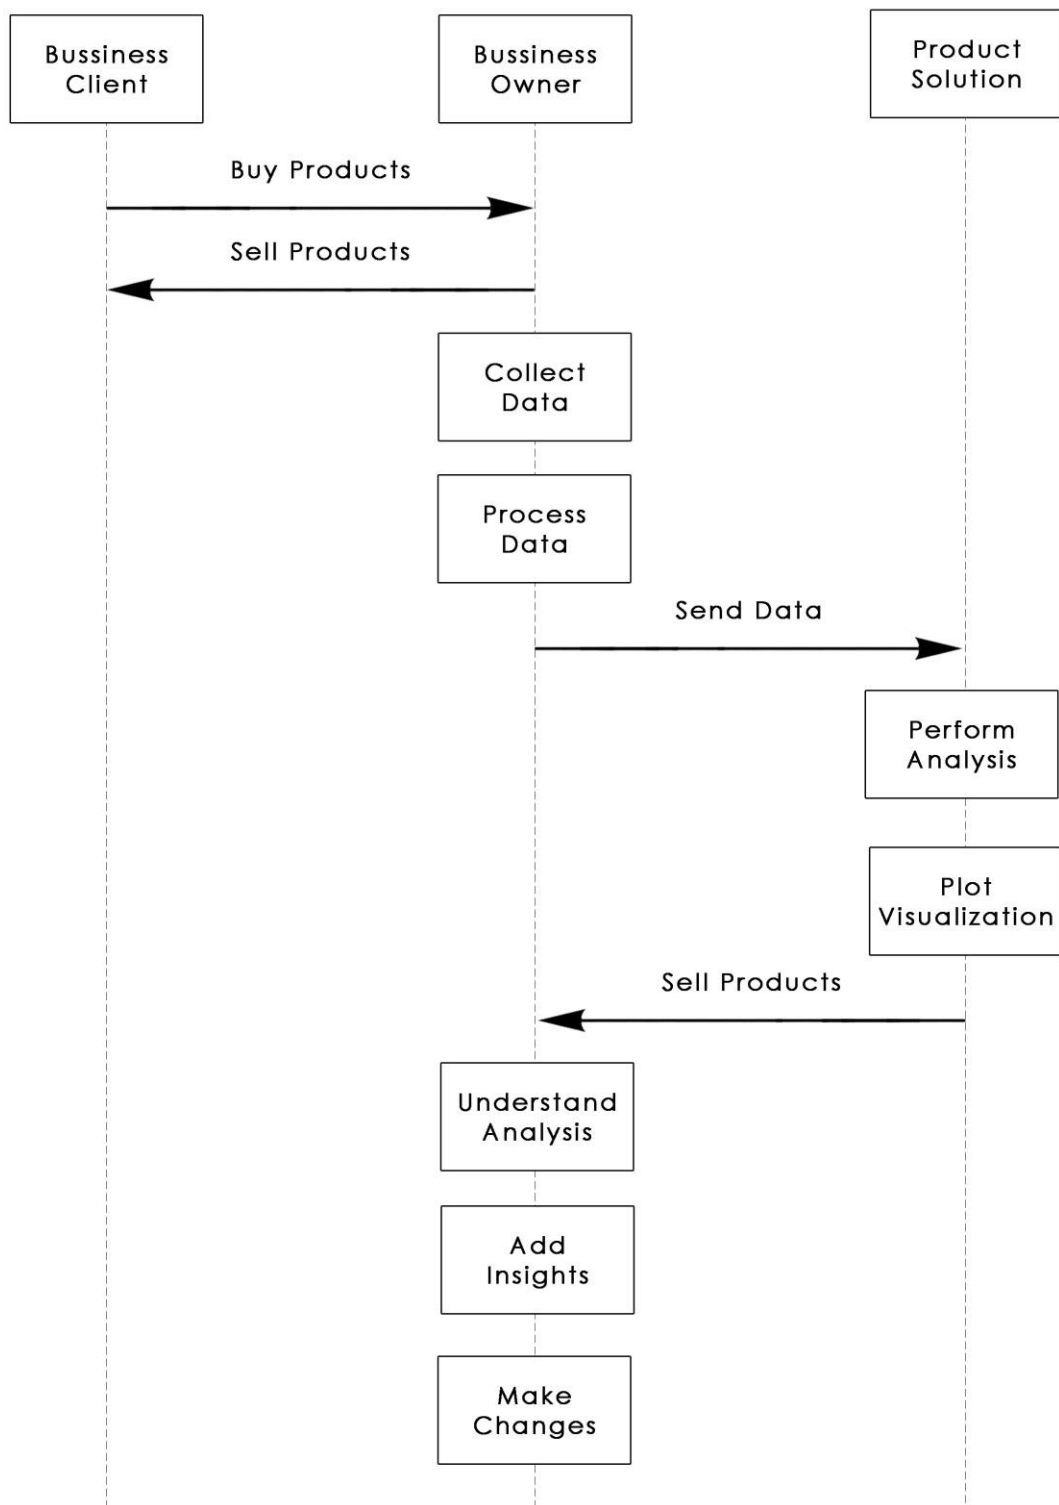 Bussiness
Client
Bussiness
Owner
Product
Solution
Buy Products
Sell Products
Collect
Data
Process
Data
Send Data
Perform
Analysis
Plot
Visualization
Sell Products
Understand
Analysis
Add
Insights
Make
Changes